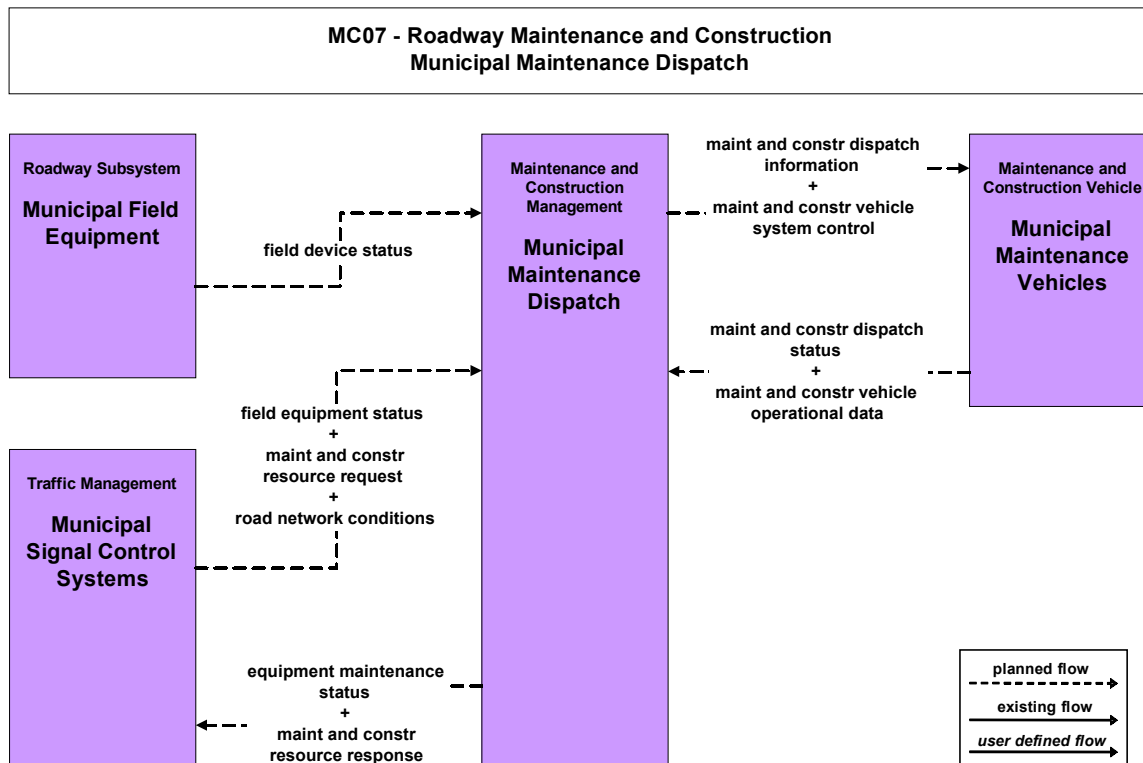 MC07 - Roadway Maintenance and Construction
Municipal Maintenance Dispatch
Roadway Subsystem
Municipal Field
Equipment
field device status
Maintenance and
Construction
Management
Municipal
Maintenance
Dispatch
maint and constr dispatch
information
+
maint and constr vehicle
system control
Maintenance and
Construction Vehicle
Municipal
Maintenance
Vehicles
maint and constr dispatch
status
+
maint and constr vehicle
operational data
field equipment status
+
maint and constr
resource request
+
road network conditions
Traffic Management
Municipal
Signal Control
Systems
equipment maintenance
status
+
maint and constr
resource response
planned flow
existing flow
user defined flow